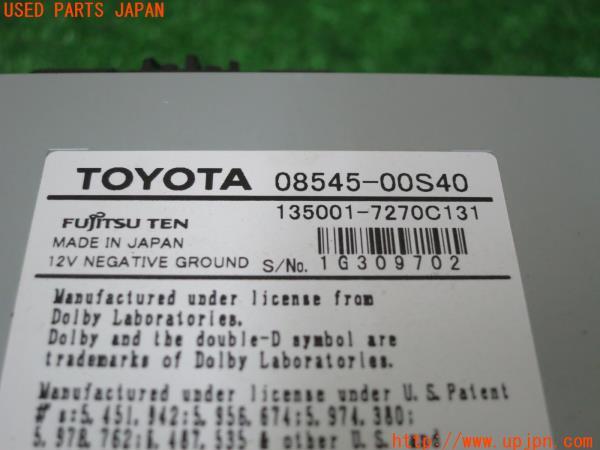 USED PARTS JAPAN
TOYOTA 08545-00S40
135001-7270C131
FUJITSU TEN
MADE IN JAPAN
12V NEGATIVE GROUND S/No. 1G309702
Manufactured under license from
Dolby Laboratories.
Dolby and the double-D symbol are
trademarks of Dolby Laboratories.
Manufactured under license under U.S. Patent
#'s:5,451,942;5,956,674;5,974,380;
5,978,762;6,487,535 & other U.S. and
http://www.upjpn.com